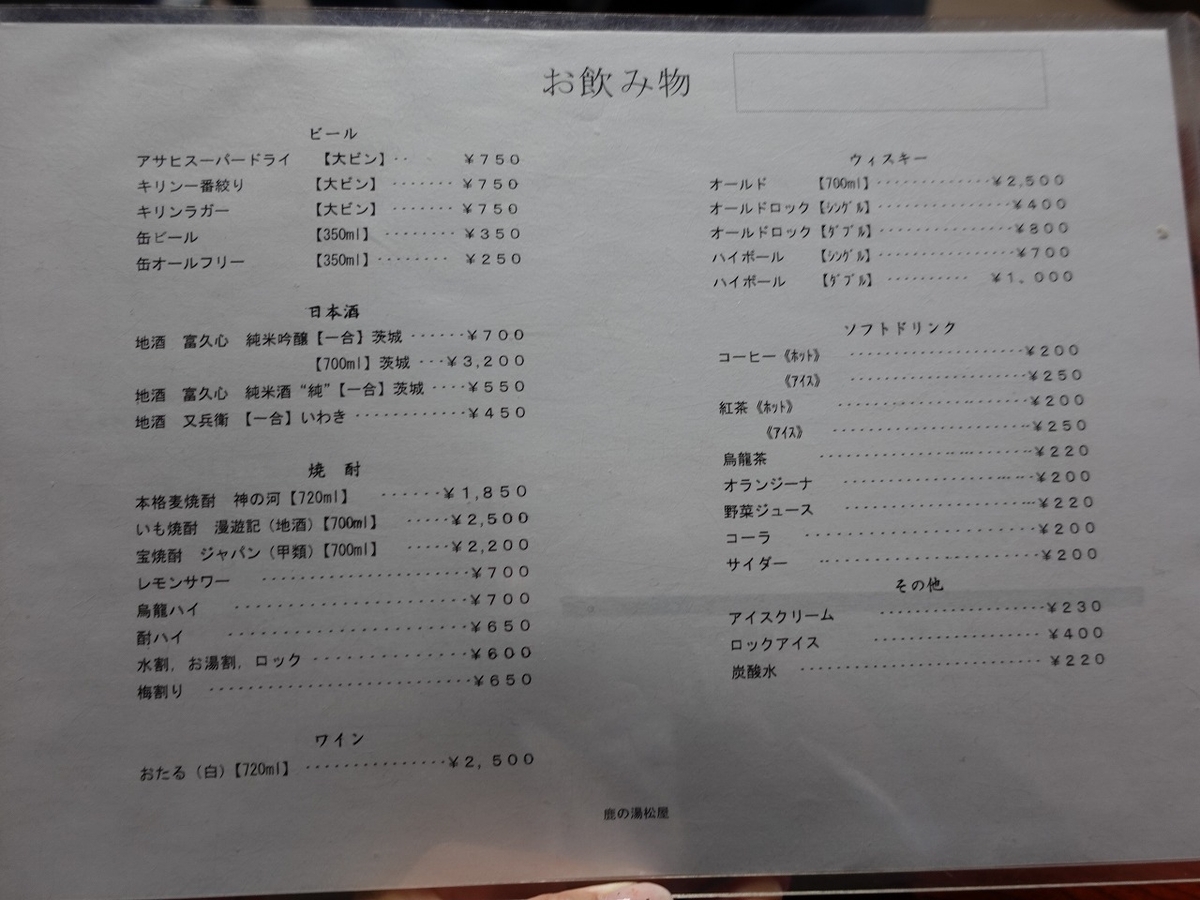 お飲み物
ビール
アサヒスーパードライ 【大ビン】‥ ¥750
キリン一番絞り 【大ビン】 ······· ¥750
キリンラガー 【大ビン】 ······· ¥750
缶ビール 【350ml】 ········ ¥350
缶オールフリー 【350ml】········ ¥250
日本酒
地酒 富久心 純米吟醸【一合】茨城 ·······¥700
【700ml】茨城 ···¥3,200
地酒 富久心 純米酒 “純”【一合】茨城 ····¥550
地酒 又兵衛 【一合】いわき ············¥450
焼 酎
本格麦焼酎 神の河【720ml】 ······¥1,850
いも焼酎 漫遊記(地酒)【700ml】 ·····¥2,500
宝焼酎 ジャパン(甲類)【700ml】 ·····¥2,200
レモンサワー ·····················¥700
烏龍ハイ ·······················¥700
酎ハイ ························¥650
水割, お湯割, ロック ···············¥600
梅割り ··························¥650
ワイン
おたる(白)【720ml】 ···············¥2, 500
ウィスキー
オールド 【700ml】·············¥2,500
オールドロック【シングル】···············¥400
オールドロック【ダブル】···············¥800
ハイボール 【シングル】···············¥700
ハイボール 【ダブル】 ·········· ¥1, 000
ソフトドリンク
コーヒー《ホット》 ···················¥200
《アイス》 ···················¥250
紅茶《ホット》 ·····················¥200
《アイス》 ······················¥250
烏龍茶 ························¥220
オランジーナ ······················¥200
野菜ジュース ······················¥220
コーラ ··························¥200
サイダー ·························¥200
その他
アイスクリーム ···················¥230
ロックアイス ··················· ¥400
炭酸水 ··························· ¥220
鹿の湯松屋